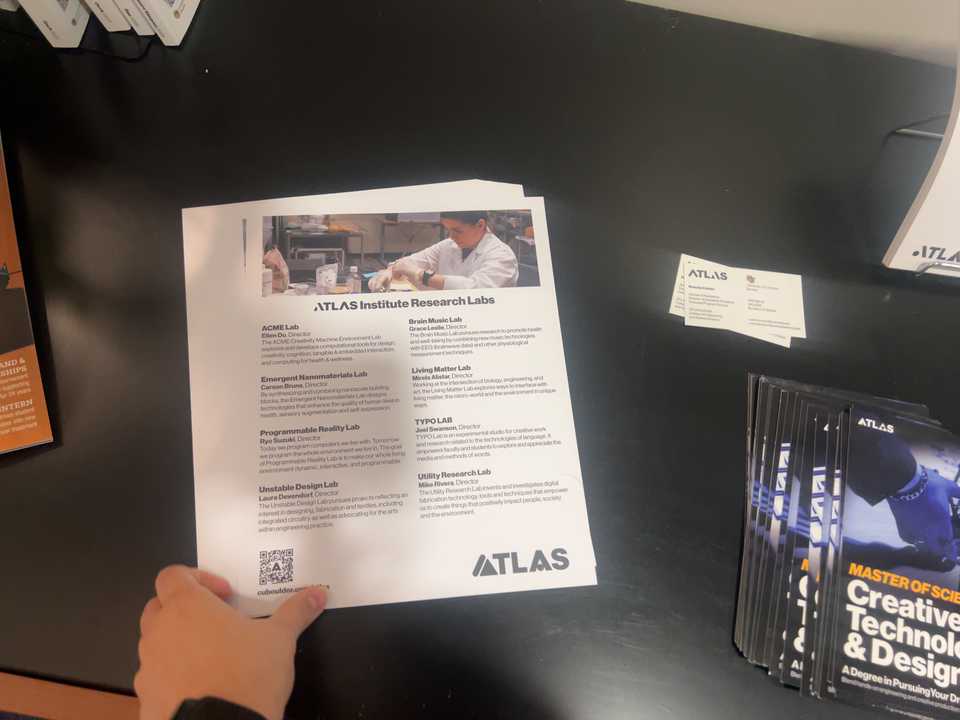 ATLAS Institute Research Labs
ACME Lab
Ellen Do, Director
The ACME Creativity Machine Environment Lab
explores and develops computational tools for design,
creativity, cognition, tangible & embedded interaction,
and computing for health & wellness.
Emergent Nanomaterials Lab
Carson Bruns, Director
By synthesizing and combining nanoscale building
blocks, the Emergent Nanomaterials Lab designs
technologies that enhance the quality of human
health, sensory augmentation and self-expression.
Programmable Reality Lab
Ryo Suzuki, Director
Today we program computers we live with. Tomorrow
we program the whole environment we live in. The goal
of Programmable Reality Lab is to make our whole living
environment dynamic, interactive, and programmable.
Unstable Design Lab
Laura Devendorf, Director
The Unstable Design Lab pursues projects reflecting an
interest in designing, fabrication and textiles, including
integrated circuitry as well as advocating for the arts
within engineering practice.
Brain Music Lab
Grace Leslie, Director
The Brain Music Lab pursues research to promote health
and well-being by combining new music technologies
with EEG (brainwave data) and other physiological
measurement techniques.
Living Matter Lab
Mirela Alistar, Director
Working at the intersection of biology, engineering, and
art, the Living Matter Lab explores ways to interface with
living matter, the micro-world and the environment in unique
ways.
TYPO LAB
Joel Swanson, Director
TYPO Lab is an experimental studio for creative work
and research related to the technologies of language. It
empowers faculty and students to explore and appreciate the
media and methods of words.
Utility Research Lab
Mike Rivera, Director
The Utility Research Lab invents and investigates digital
fabrication technology, tools and techniques that empower
us to create things that positively impact people, society
and the environment.
ATLAS
ATLAS
ATLAS
ATLAS
MASTER OF SCIE
Creative
Technolo
& Design
A Degree in Pursuing Your Dr
AND &
SHIPS
INTERN